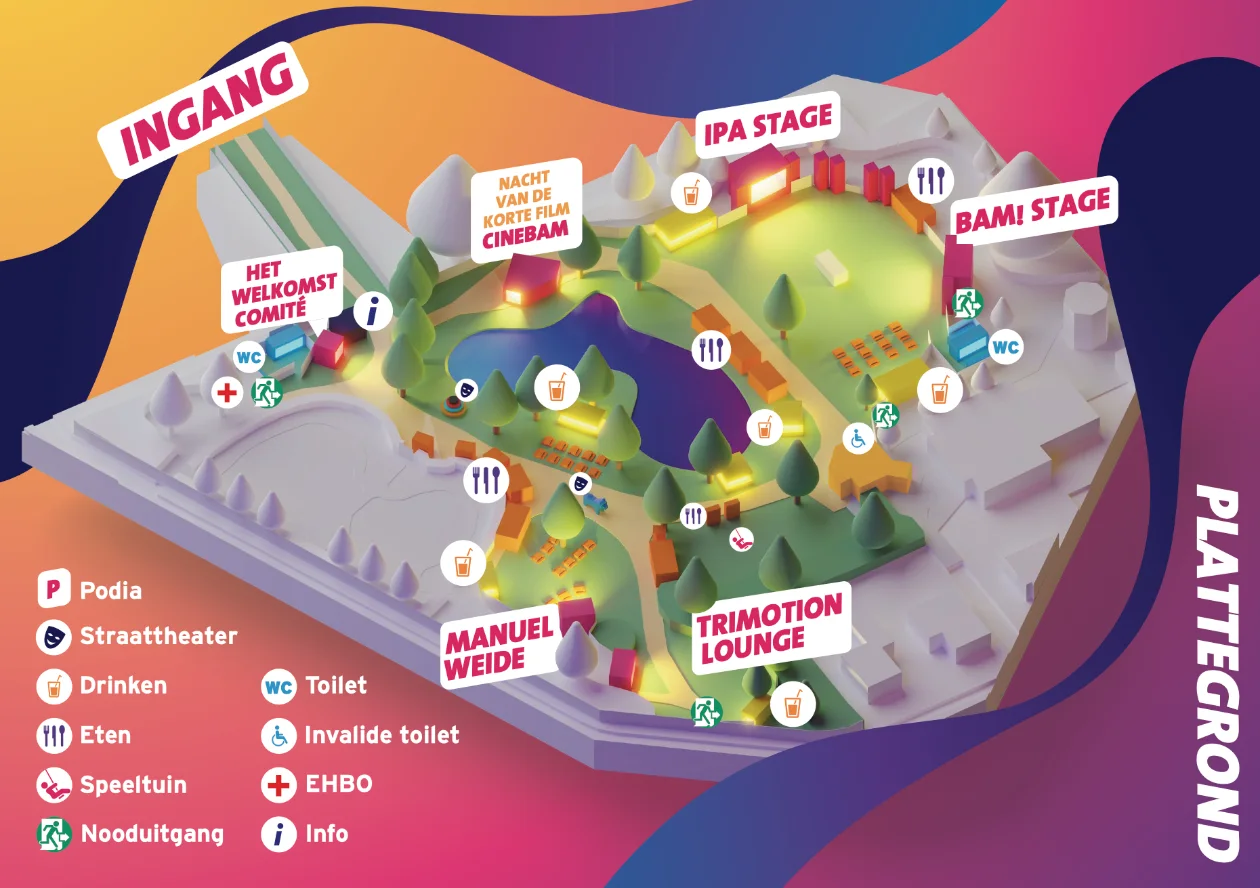 INGANG
IPA STAGE
NACHT
VAN DE
KORTE FILM
CINEBAM
BAM! STAGE
HET
WELKOMST
COMITÉ
i
WC
WC
MANUEL
WEIDE
TRIMOTION
LOUNGE
P Podia
Straattheater
Drinken
Eten
Speeltuin
Nooduitgang
WC Toilet
Invalide toilet
EHBO
i Info
PLATTEGROND